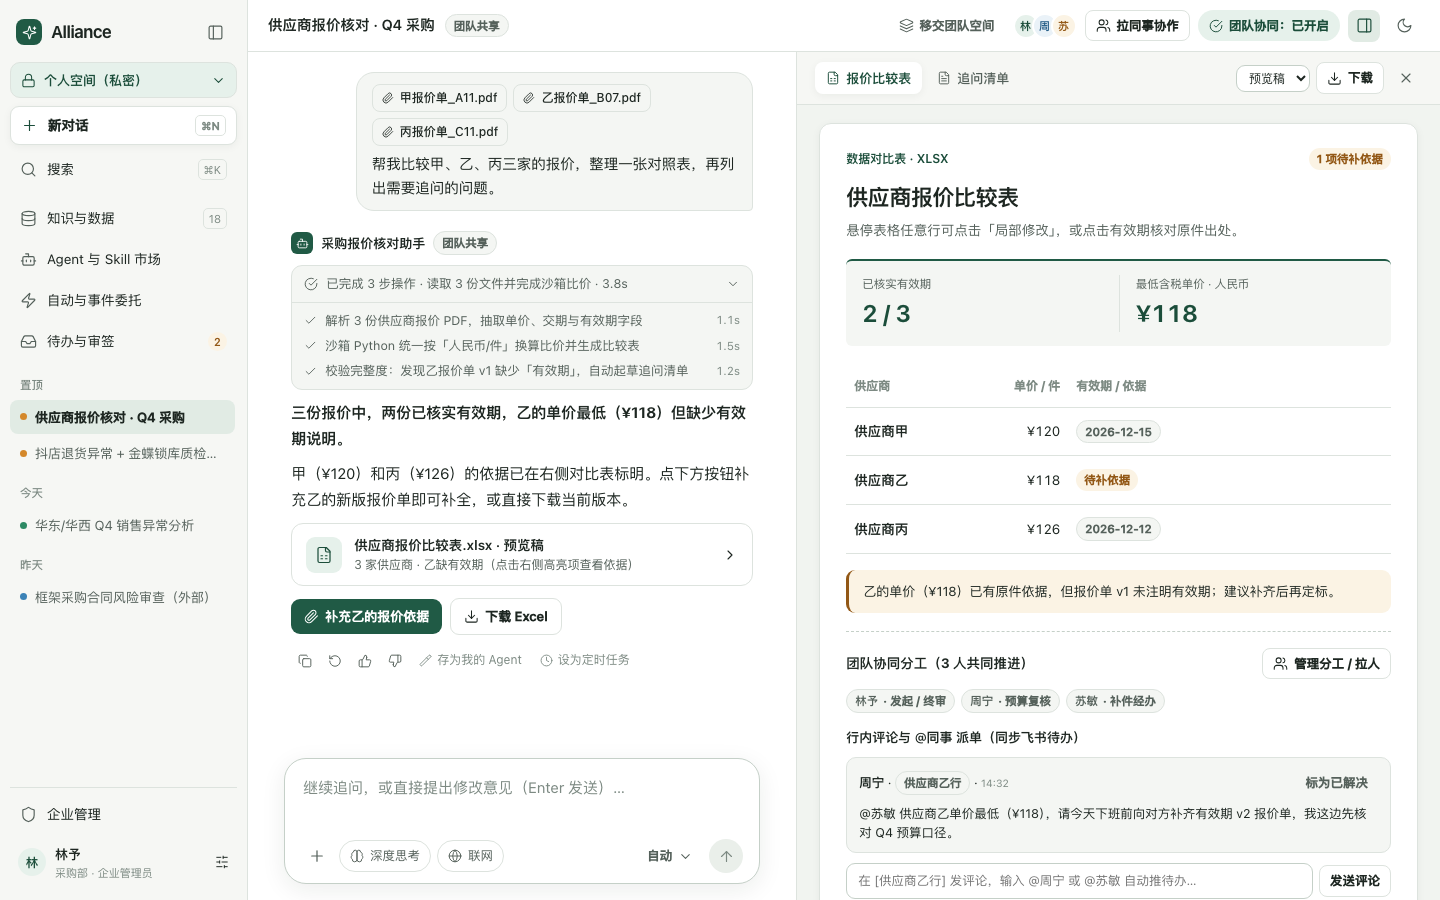 Alliance
个人空间（私密）
新对话
⌘N
搜索
⌘K
知识与数据
18
Agent 与 Skill 市场
自动与事件委托
待办与审签
2
置顶
供应商报价核对 · Q4 采购
抖店退货异常 + 金蝶锁库质检...
今天
华东/华西 Q4 销售异常分析
昨天
框架采购合同风险审查（外部）
企业管理
林
林予
采购部 · 企业管理员
供应商报价核对 · Q4 采购
团队共享
移交团队空间
林 周 苏
拉同事协作
团队协同：已开启
甲报价单_A11.pdf
乙报价单_B07.pdf
丙报价单_C11.pdf
帮我比较甲、乙、丙三家的报价，整理一张对照表，再列
出需要追问的问题。
采购报价核对助手
团队共享
已完成 3 步操作 · 读取 3 份文件并完成沙箱比价 · 3.8s
解析 3 份供应商报价 PDF，抽取单价、交期与有效期字段
1.1s
沙箱 Python 统一按「人民币/件」换算比价并生成比较表
1.5s
校验完整度：发现乙报价单 v1 缺少「有效期」，自动起草追问清单
1.2s
三份报价中，两份已核实有效期，乙的单价最低（¥118）但缺少有效
期说明。
甲（¥120）和丙（¥126）的依据已在右侧对比表标明。点下方按钮补
充乙的新版报价单即可补全，或直接下载当前版本。
供应商报价比较表.xlsx · 预览稿
3 家供应商 · 乙缺有效期（点击右侧高亮项查看依据）
补充乙的报价依据
下载 Excel
存为我的 Agent
设为定时任务
继续追问，或直接提出修改意见（Enter 发送）...
深度思考
联网
自动
报价比较表
追问清单
预览稿
下载
数据对比表 · XLSX
1 项待补依据
供应商报价比较表
悬停表格任意行可点击「局部修改」，或点击有效期核对原件出处。
已核实有效期
2 / 3
最低含税单价 · 人民币
¥118
供应商
单价 / 件
有效期 / 依据
供应商甲
¥120
2026-12-15
供应商乙
¥118
待补依据
供应商丙
¥126
2026-12-12
乙的单价（¥118）已有原件依据，但报价单 v1 未注明有效期；建议补齐后再定标。
团队协同分工（3 人共同推进）
管理分工 / 拉人
林予 · 发起 / 终审
周宁 · 预算复核
苏敏 · 补件经办
行内评论与 @同事 派单（同步飞书待办）
周宁 · 供应商乙行 · 14:32
标为已解决
@苏敏 供应商乙单价最低（¥118），请今天下班前向对方补齐有效期 v2 报价单，我这边先核
对 Q4 预算口径。
在 [供应商乙行] 发评论，输入 @周宁 或 @苏敏 自动推待办...
发送评论